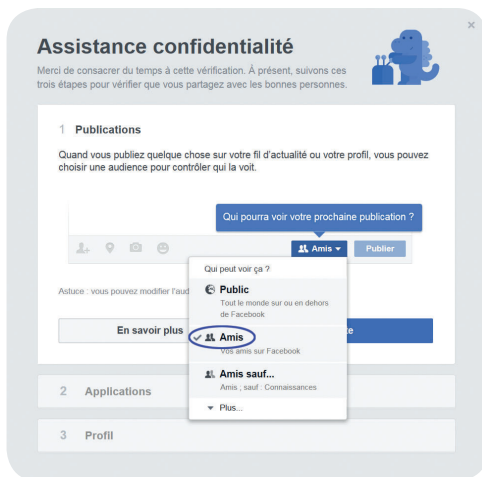 ×
Assistance confidentialité
Merci de consacrer du temps à cette vérification. À présent, suivons ces
trois étapes pour vérifier que vous partagez avec les bonnes personnes.
1 Publications
Quand vous publiez quelque chose sur votre fil d'actualité ou votre profil, vous pouvez
choisir une audience pour contrôler qui la voit.
Qui pourra voir votre prochaine publication ?
Amis Publier
Qui peut voir ça ?
Public
Tout le monde sur ou en dehors
de Facebook
Amis
Vos amis sur Facebook
Amis sauf...
Amis ; sauf : Connaissances
Plus...
Astuce : vous pouvez modifier l'aud
En savoir plus
2 Applications
3 Profil